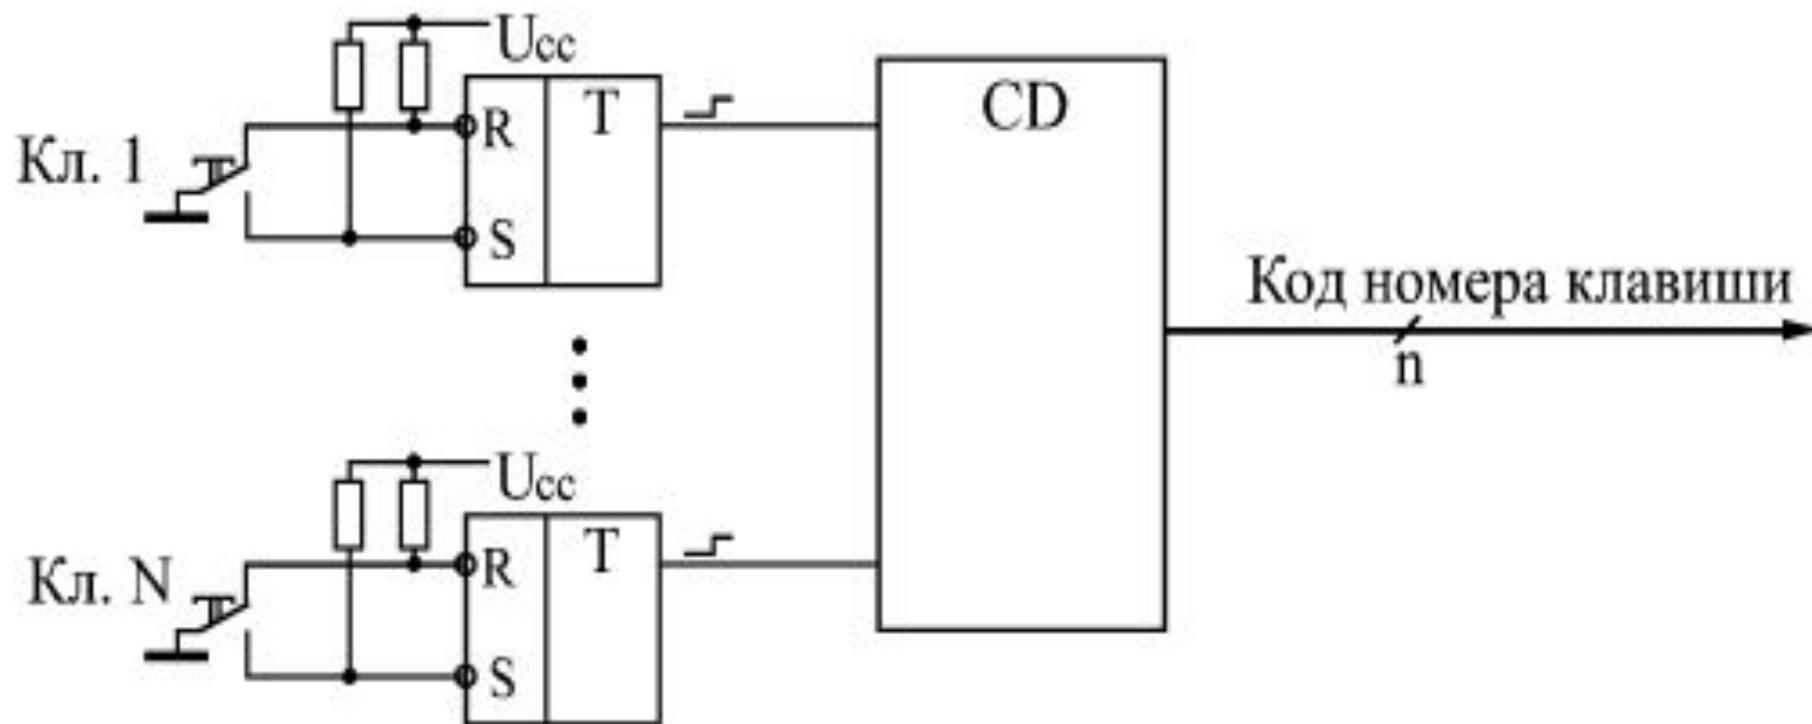 Ucc
R T
Кл. 1
S
CD
Код номера клавиши
n
Ucc
R T
Кл. N
S